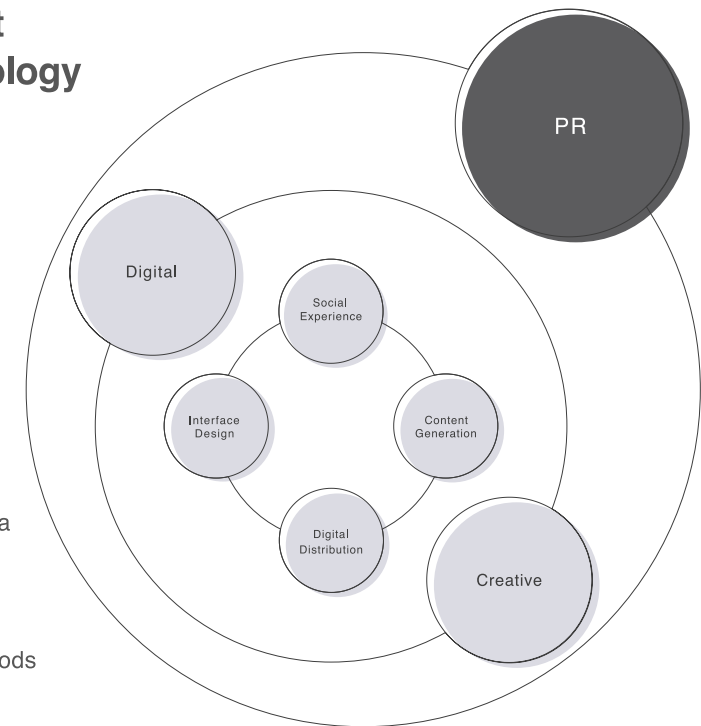 t
ology
PR
Digital
Social
Experience
Interface
Design
Content
Generation
Digital
Distribution
Creative
a
ods